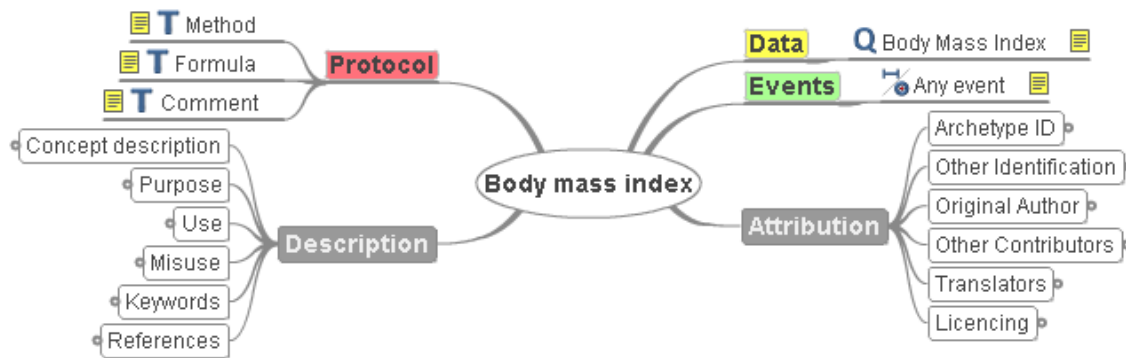 T Method
T Formula
T Comment
Protocol
Concept description
Purpose
Use
Misuse
Keywords
References
Description
Body mass index
Data
Q Body Mass Index
Events
Any event
Attribution
Archetype ID
Other Identification
Original Author
Other Contributors
Translators
Licencing